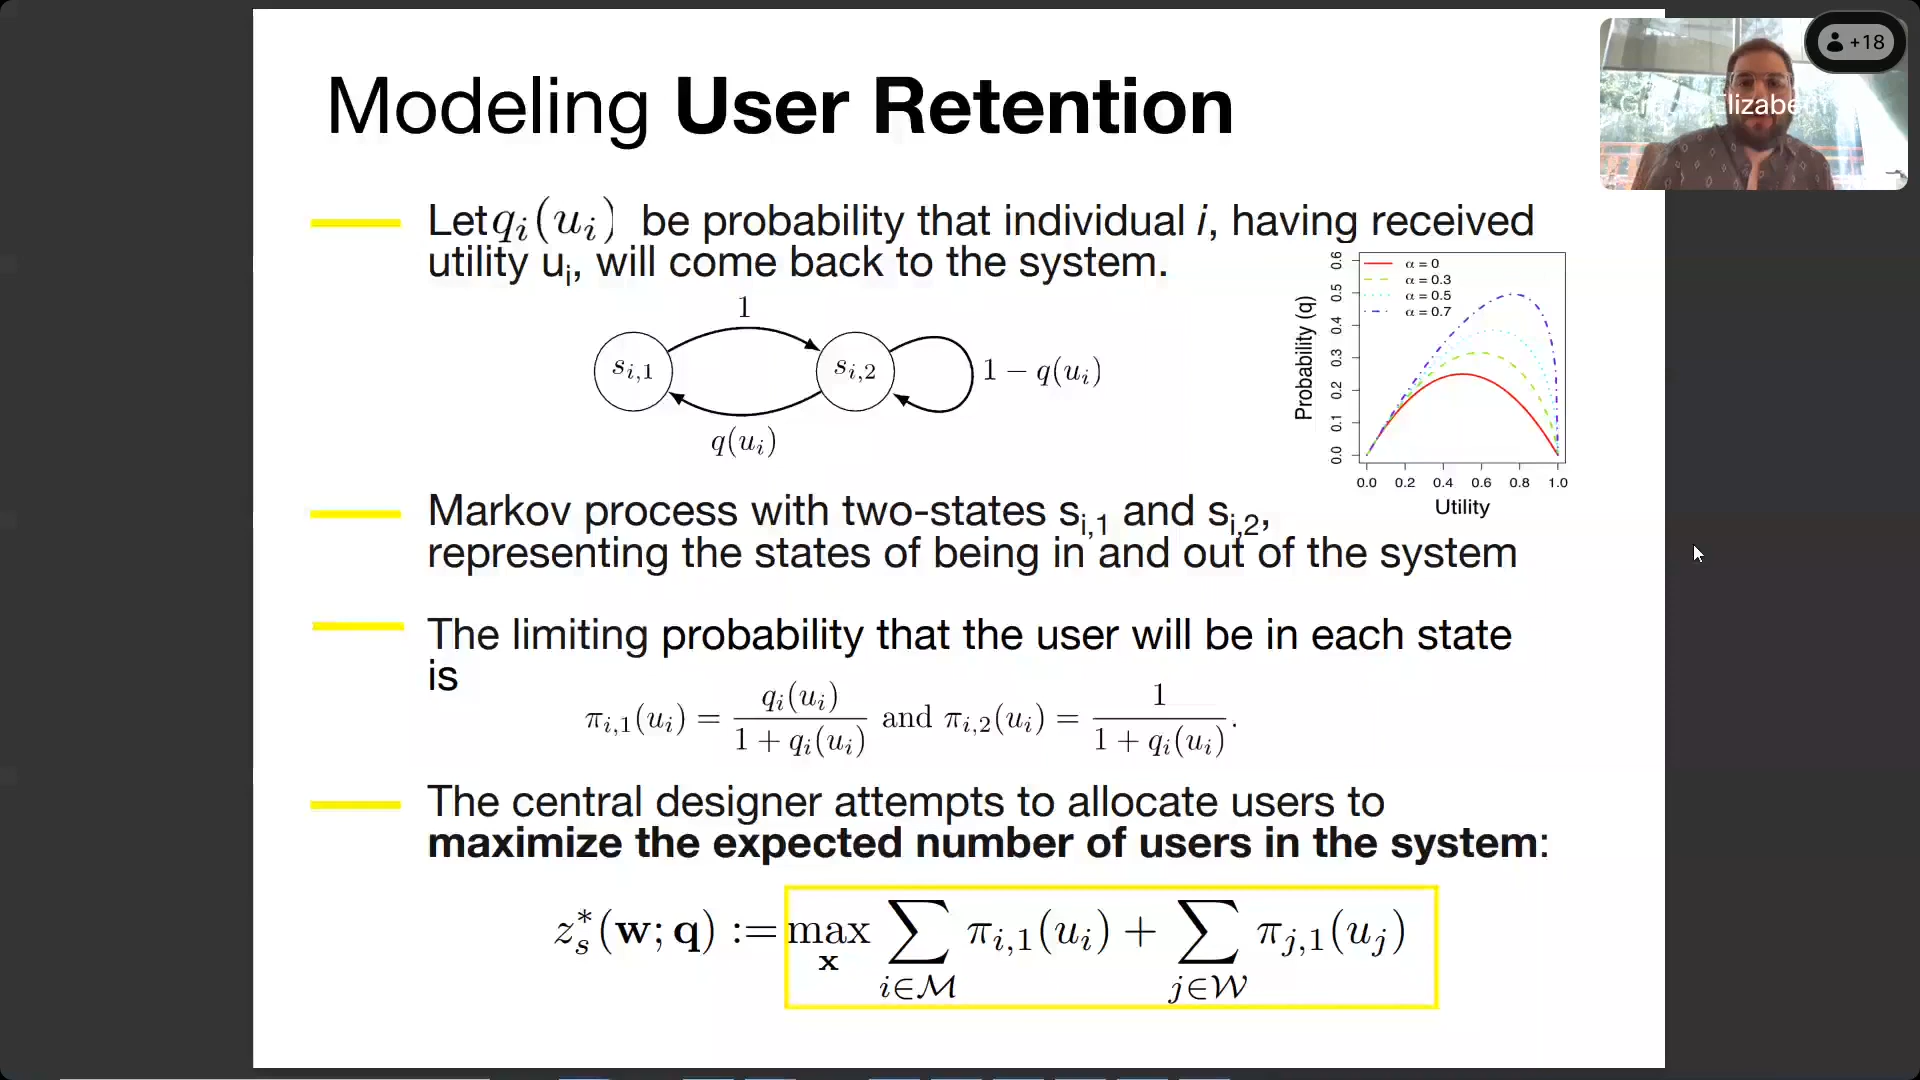 Modeling User Retention
+18
Let q_i(u_i) be probability that individual i, having received
utility u_i, will come back to the system.
1
s_{i,1}
s_{i,2}
1 − q(u_i)
q(u_i)
α = 0
α = 0.3
α = 0.5
α = 0.7
Probability (q)
0.0 0.1 0.2 0.3 0.4 0.5 0.6
0.0 0.2 0.4 0.6 0.8 1.0
Utility
Markov process with two-states s_{i,1} and s_{i,2},
representing the states of being in and out of the system
The limiting probability that the user will be in each state
is
π_{i,1}(u_i) = q_i(u_i) / (1 + q_i(u_i)) and π_{i,2}(u_i) = 1 / (1 + q_i(u_i)).
The central designer attempts to allocate users to
maximize the expected number of users in the system:
z_s^*(w; q) := max_x ∑_{i∈M} π_{i,1}(u_i) + ∑_{j∈W} π_{j,1}(u_j)